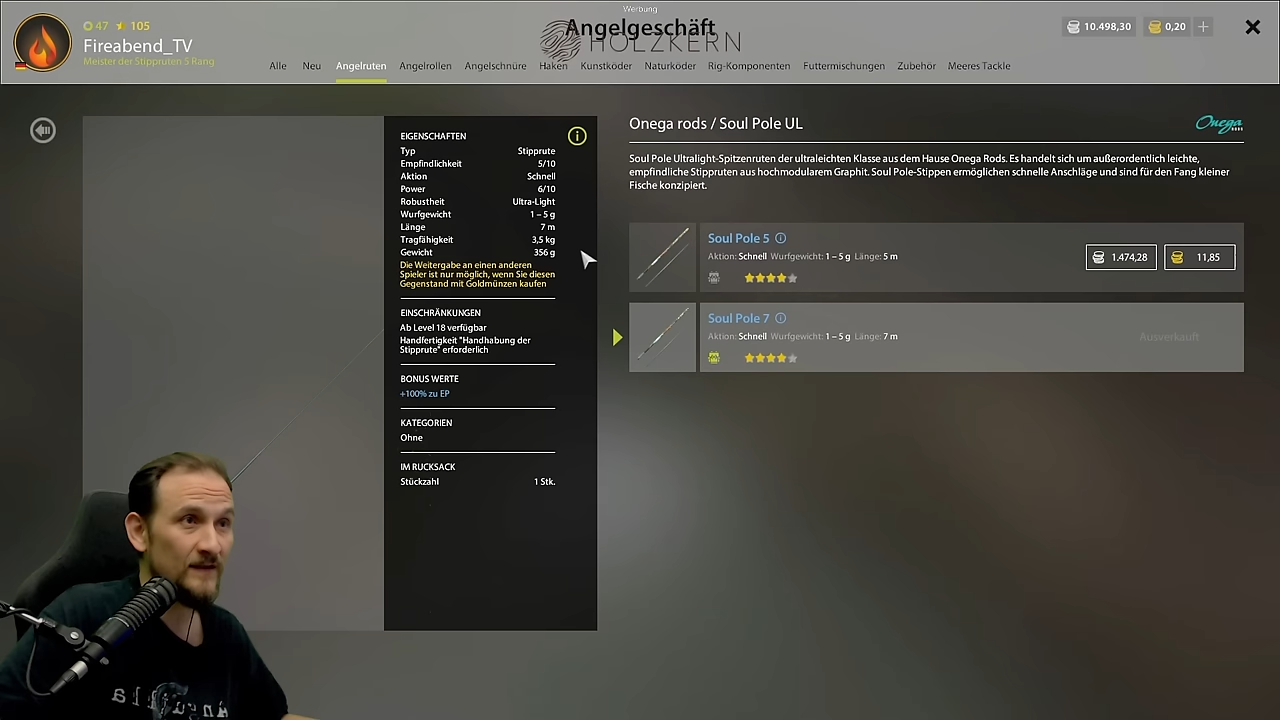 Werbung
Angelgeschäft
HOLZKERN
47 105
Fireabend_TV
Meister der Stippruten 5 Rang
10.498,30 0,20 +
Alle Neu Angelruten Angelrollen Angelschnüre Haken Kunstköder Naturköder Rig-Komponenten Futtermischungen Zubehör Meeres Tackle
EIGENSCHAFTEN
Typ Stipprute
Empfindlichkeit 5/10
Aktion Schnell
Power 6/10
Robustheit Ultra-Light
Wurfgewicht 1 – 5 g
Länge 7 m
Tragfähigkeit 3,5 kg
Gewicht 356 g
Die Weitergabe an einen anderen
Spieler ist nur möglich, wenn Sie diesen
Gegenstand mit Goldmünzen kaufen
EINSCHRÄNKUNGEN
Ab Level 18 verfügbar
Handfertigkeit "Handhabung der
Stipprute" erforderlich
BONUS WERTE
+100% zu EP
KATEGORIEN
Ohne
IM RUCKSACK
Stückzahl 1 Stk.
Onega rods / Soul Pole UL
Onega
RODS
Soul Pole Ultralight-Spitzenruten der ultraleichten Klasse aus dem Hause Onega Rods. Es handelt sich um außerordentlich leichte,
empfindliche Stippruten aus hochmodularem Graphit. Soul Pole-Stippen ermöglichen schnelle Anschläge und sind für den Fang kleiner
Fische konzipiert.
Soul Pole 5
Aktion: Schnell Wurfgewicht: 1 – 5 g Länge: 5 m
1.474,28 11,85
Soul Pole 7
Aktion: Schnell Wurfgewicht: 1 – 5 g Länge: 7 m
Ausverkauft